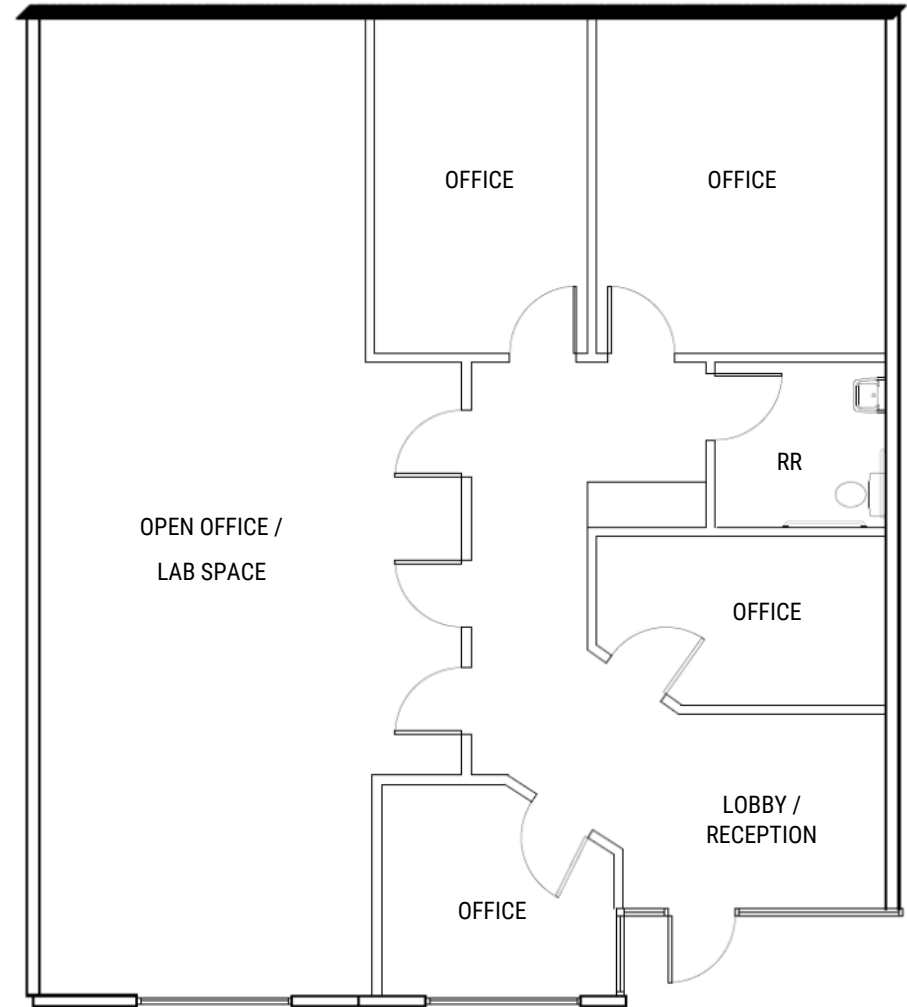 OFFICE
OFFICE
RR
OPEN OFFICE /
LAB SPACE
OFFICE
LOBBY /
RECEPTION
OFFICE